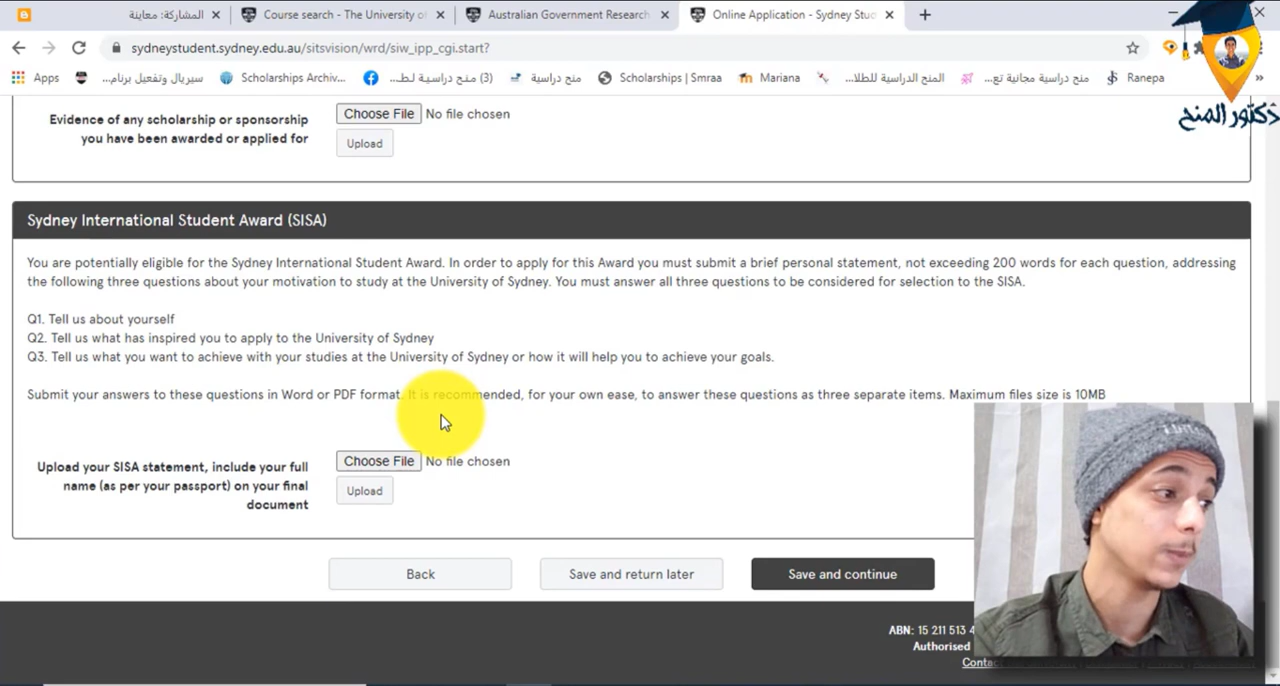 المشاركة: معاينة
Course search - The University of
Australian Government Research
Online Application - Sydney Stud
sydneystudent.sydney.edu.au/sitsvision/wrd/siw_ipp_cgi.start?
Apps
سيريال وتفعيل برنام...
Scholarships Archiv...
(3) منح دراسية لـطـ...
منح دراسية
Scholarships | Smraa
Mariana
المنح الدراسية للطلا...
منح دراسية مجانية تع...
Ranepa
دكتور المنح
Evidence of any scholarship or sponsorship
you have been awarded or applied for
Choose File No file chosen
Upload
Sydney International Student Award (SISA)
You are potentially eligible for the Sydney International Student Award. In order to apply for this Award you must submit a brief personal statement, not exceeding 200 words for each question, addressing
the following three questions about your motivation to study at the University of Sydney. You must answer all three questions to be considered for selection to the SISA.
Q1. Tell us about yourself
Q2. Tell us what has inspired you to apply to the University of Sydney
Q3. Tell us what you want to achieve with your studies at the University of Sydney or how it will help you to achieve your goals.
Submit your answers to these questions in Word or PDF format. It is recommended, for your own ease, to answer these questions as three separate items. Maximum files size is 10MB
Upload your SISA statement, include your full
name (as per your passport) on your final
document
Choose File No file chosen
Upload
Back
Save and return later
Save and continue
ABN: 15 211 513 4
Authorised
Contac